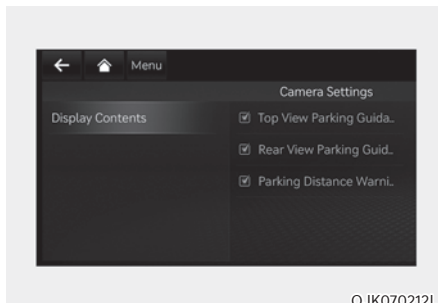 Menu
Camera Settings
Display Contents
Top View Parking Guida..
Rear View Parking Guid..
Parking Distance Warni..
OJK070212L